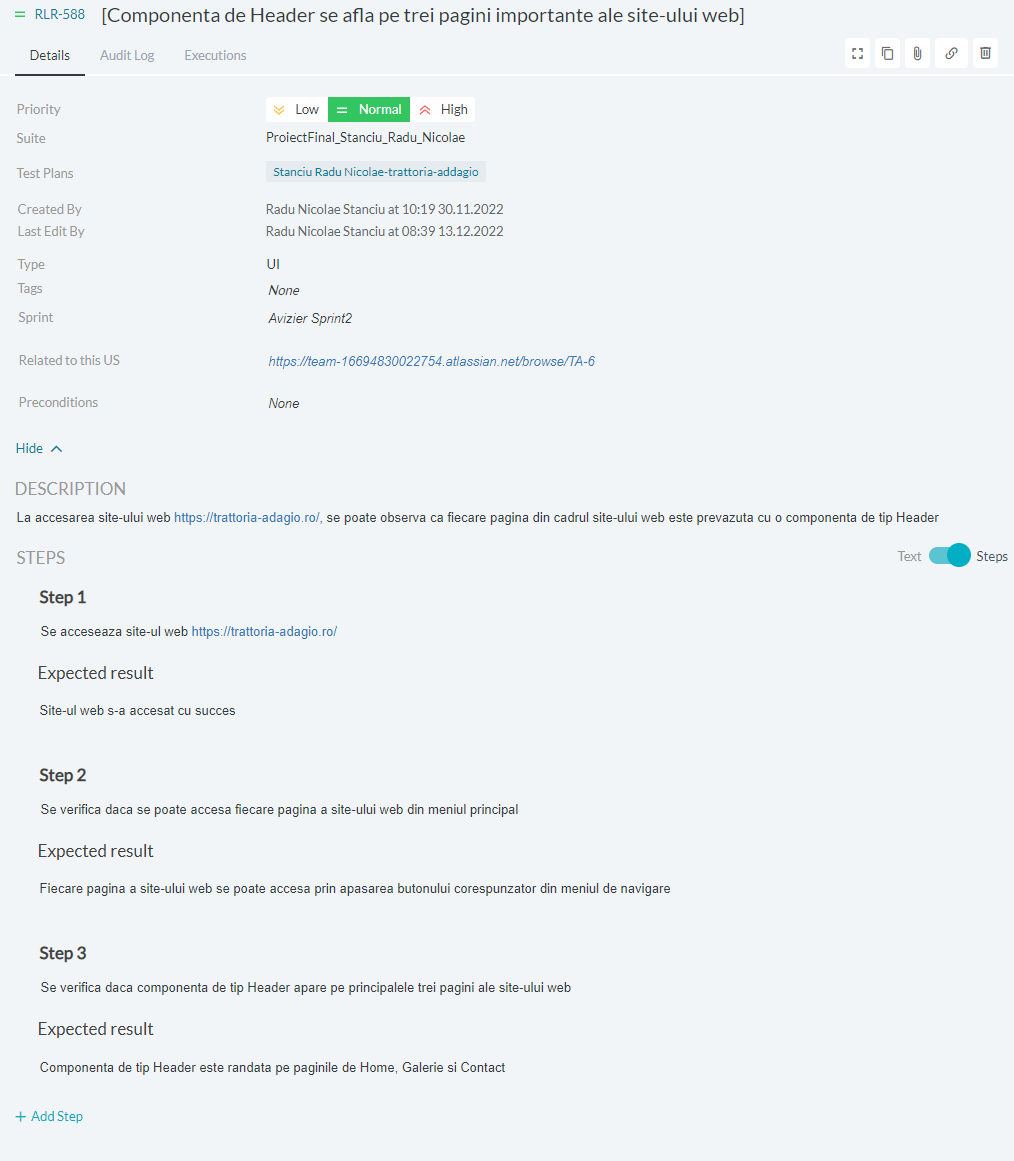 RLR-588 [Componenta de Header se afla pe trei pagini importante ale site-ului web]
Details Audit Log Executions
Priority Low Normal High
Suite ProiectFinal_Stanciu_Radu_Nicolae
Test Plans Stanciu Radu Nicolae-trattoria-addagio
Created By Radu Nicolae Stanciu at 10:19 30.11.2022
Last Edit By Radu Nicolae Stanciu at 08:39 13.12.2022
Type UI
Tags None
Sprint Avizier Sprint2
Related to this US https://team-16694830022754.atlassian.net/browse/TA-6
Preconditions None
Hide
DESCRIPTION
La accesarea site-ului web https://trattoria-adagio.ro/, se poate observa ca fiecare pagina din cadrul site-ului web este prevazuta cu o componenta de tip Header
STEPS Text Steps
Step 1
Se acceseaza site-ul web https://trattoria-adagio.ro/
Expected result
Site-ul web s-a accesat cu succes
Step 2
Se verifica daca se poate accesa fiecare pagina a site-ului web din meniul principal
Expected result
Fiecare pagina a site-ului web se poate accesa prin apasarea butonului corespunzator din meniul de navigare
Step 3
Se verifica daca componenta de tip Header apare pe principalele trei pagini ale site-ului web
Expected result
Componenta de tip Header este randata pe paginile de Home, Galerie si Contact
+ Add Step